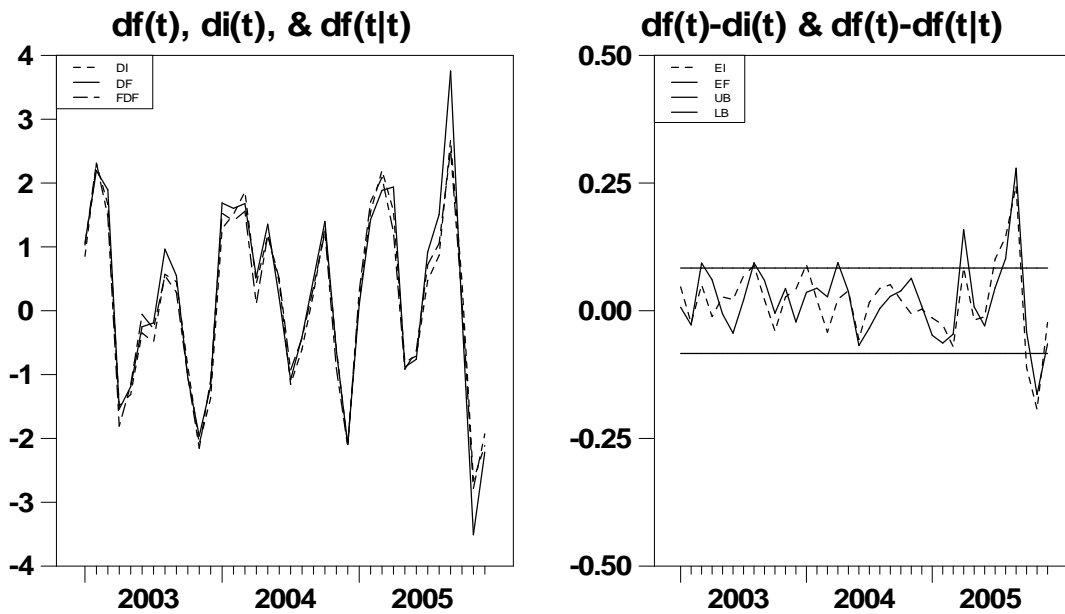 df(t), di(t), & df(t|t)
4
3
2
1
0
-1
-2
-3
-4
DI
DF
FDF
2003
2004
2005
df(t)-di(t) & df(t)-df(t|t)
0.50
0.25
0.00
-0.25
-0.50
EI
EF
UB
LB
2003
2004
2005